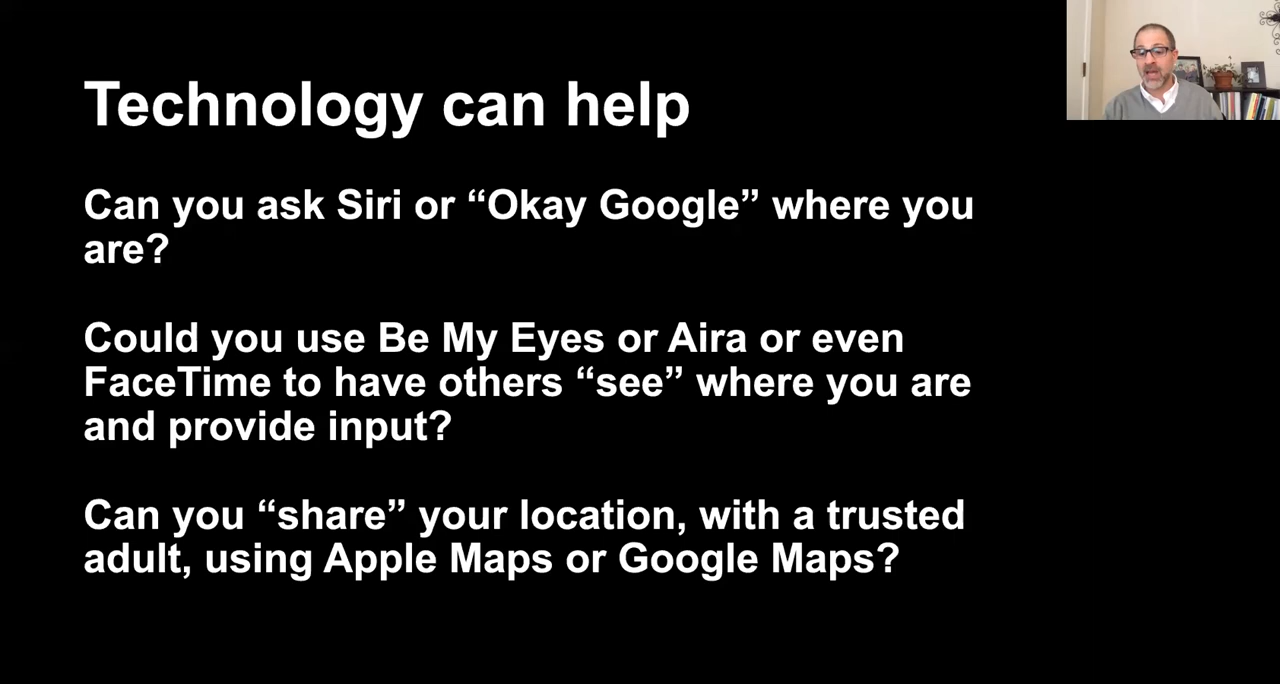 Technology can help
Can you ask Siri or “Okay Google” where you
are?
Could you use Be My Eyes or Aira or even
FaceTime to have others “see” where you are
and provide input?
Can you “share” your location, with a trusted
adult, using Apple Maps or Google Maps?